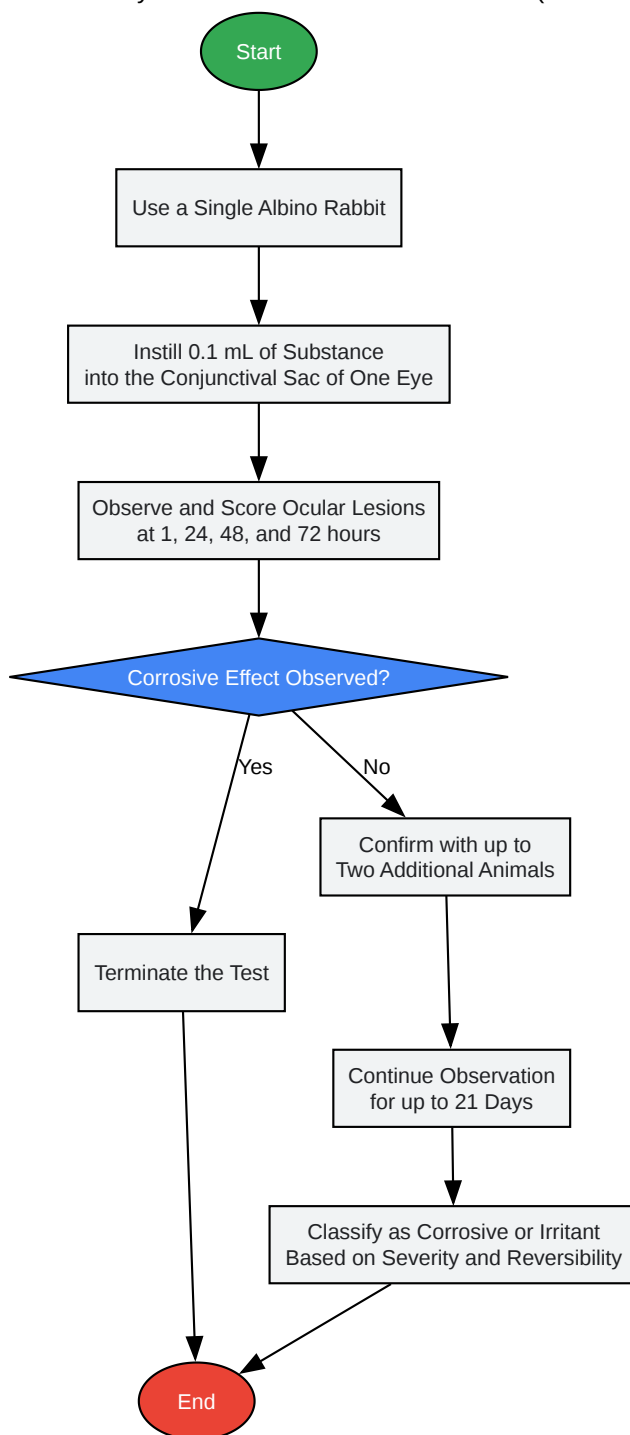 Start
Use a Single Albino Rabbit
Instill 0.1 mL of Substance
into the Conjunctival Sac of One Eye
Observe and Score Ocular Lesions
at 1, 24, 48, and 72 hours
Corrosive Effect Observed?
Yes
No
Confirm with up to
Two Additional Animals
Terminate the Test
Continue Observation
for up to 21 Days
Classify as Corrosive or Irritant
Based on Severity and Reversibility
End